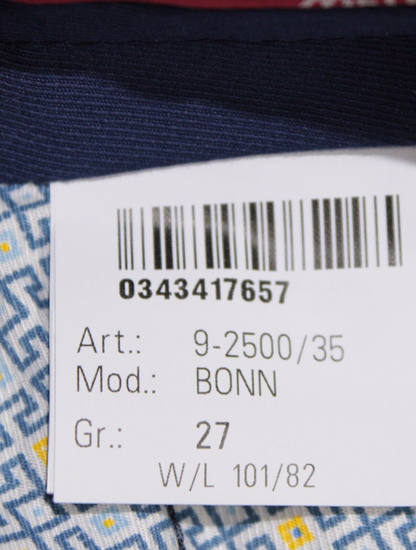 0343417657
Art.: 9-2500/35
Mod.: BONN
Gr.: 27
W/L 101/82